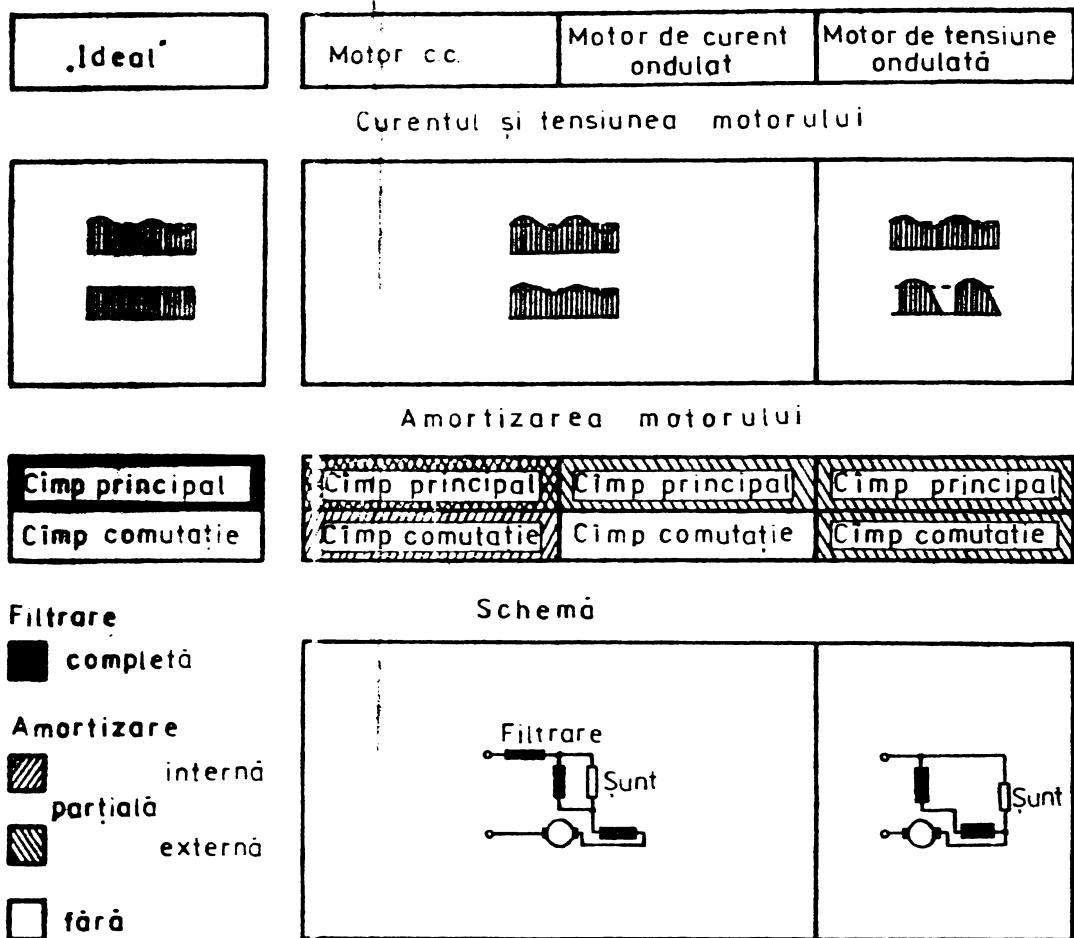 „Ideal“
Motor c.c.
Motor de curent
ondulat
Motor de tensiune
ondulată
Curentul și tensiunea motorului
Amortizarea motorului
Cîmp principal
Cîmp comutație
Cîmp principal
Cîmp comutatie
Cîmp principal
Cîmp comutație
Cîmp principal
Cîmp comutatie
Filtrare
completă
Amortizare
internă
parțială
externă
fără
Schemă
Filtrare
Șunt
Șunt